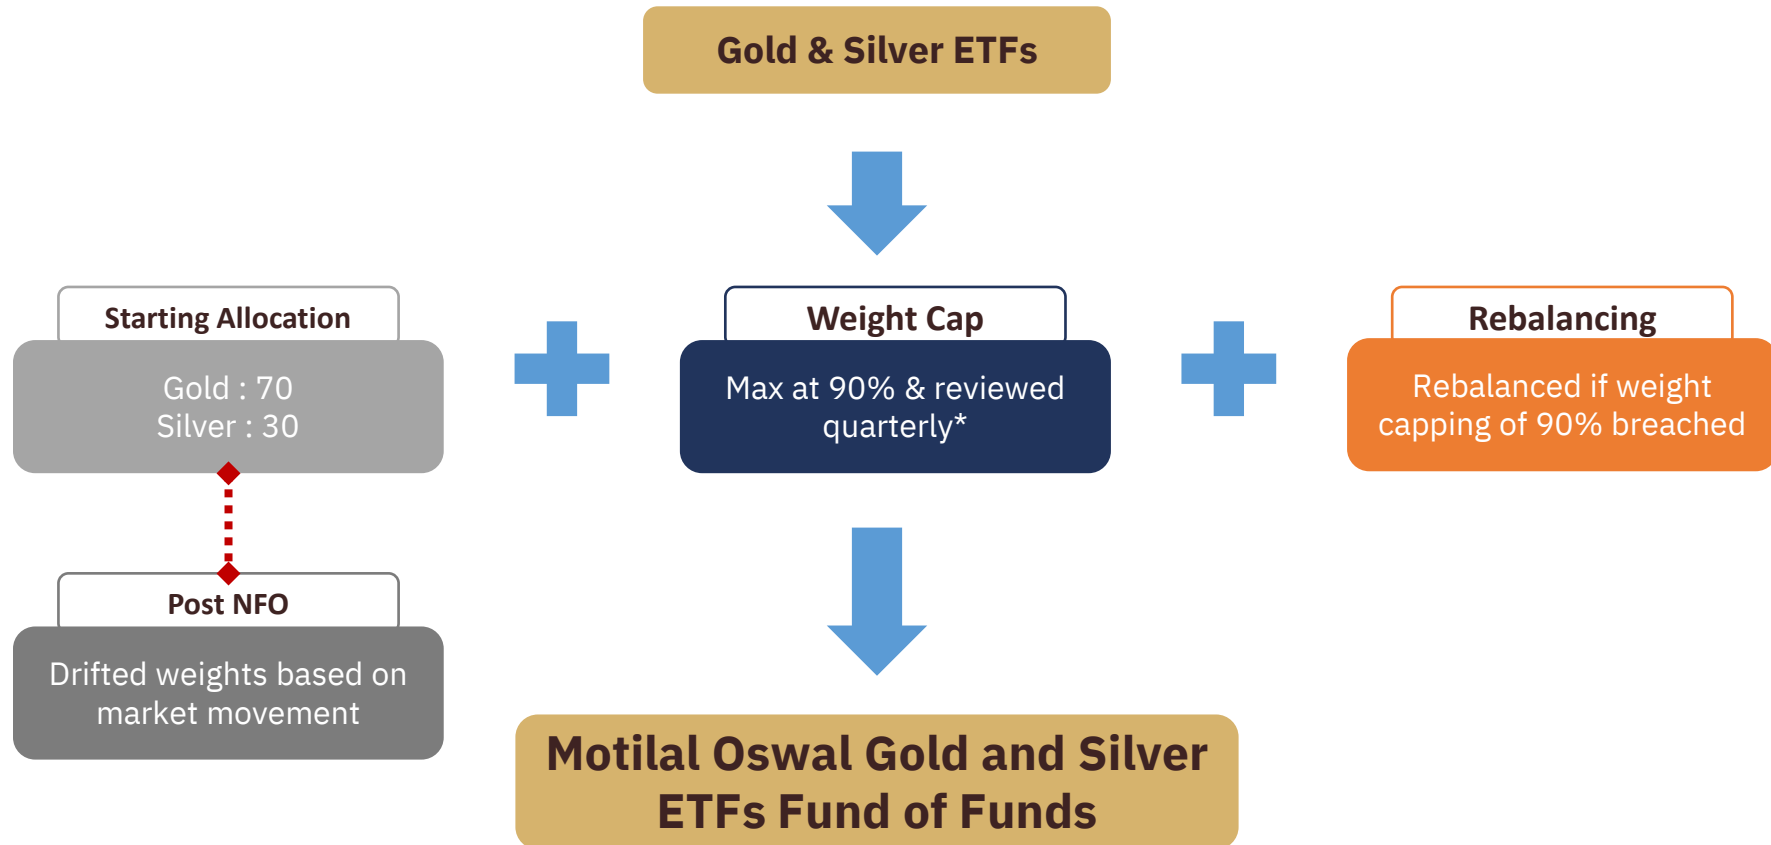 Gold & Silver ETFs
Starting Allocation
Gold : 70
Silver : 30
Weight Cap
Max at 90% & reviewed
quarterly*
Rebalancing
Rebalanced if weight
capping of 90% breached
Post NFO
Drifted weights based on
market movement
Motilal Oswal Gold and Silver
ETFs Fund of Funds